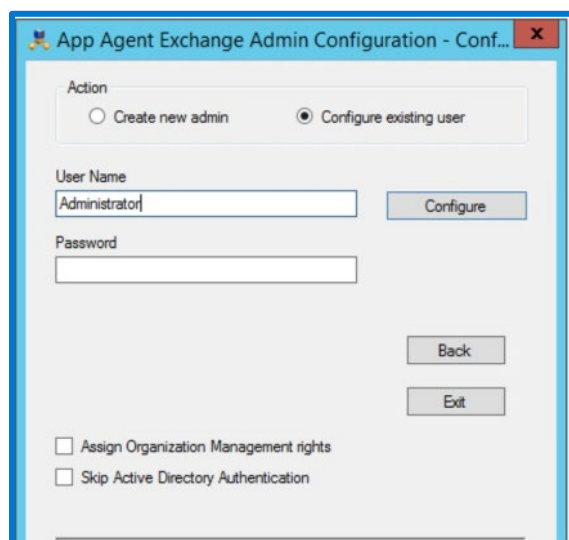 App Agent Exchange Admin Configuration - Conf... x
Action
Create new admin Configure existing user
User Name
Administrator Configure
Password
Back
Exit
Assign Organization Management rights
Skip Active Directory Authentication